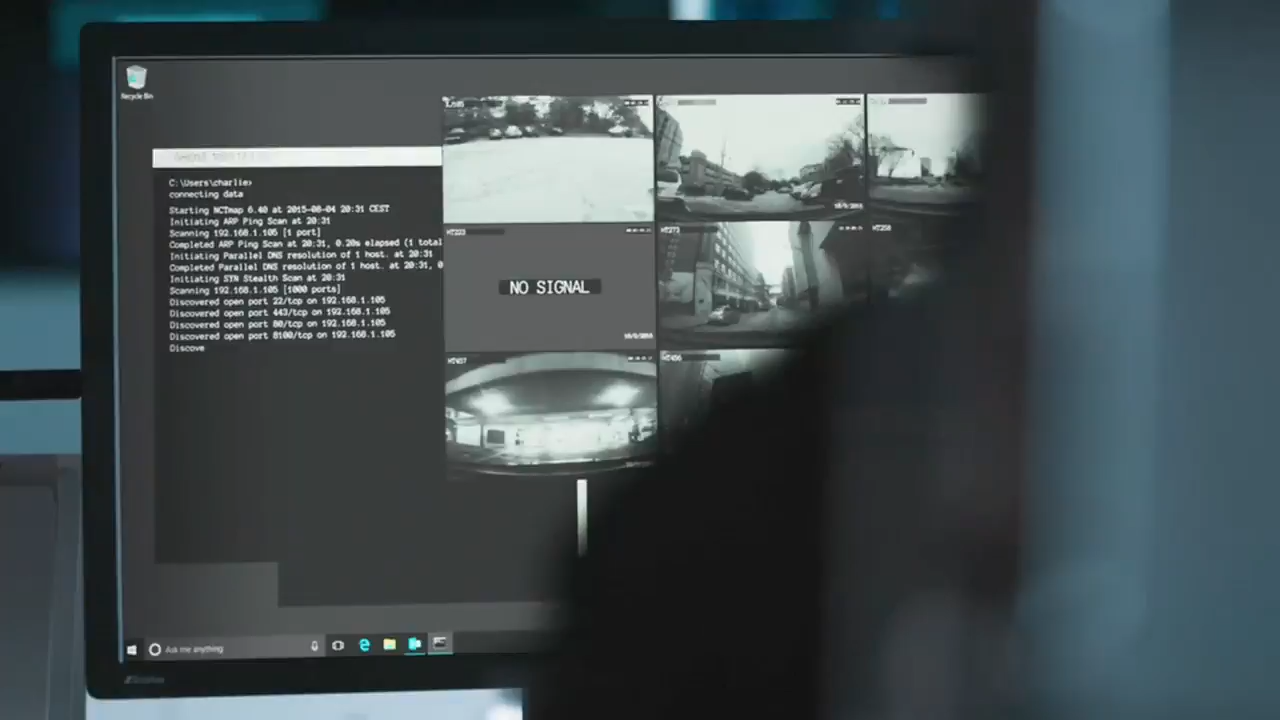 Recycle Bin
C:\Users\charlie>
connecting data
Starting NCTmap 6.40 at 2015-08-04 20:31 CEST
Initiating ARP Ping Scan at 20:31
Scanning 192.168.1.105 [1 port]
Completed ARP Ping Scan at 20:31, 0.20s elapsed (1 total
Initiating Parallel DNS resolution of 1 host. at 20:31
Completed Parallel DNS resolution of 1 host. at 20:31, 0
Initiating SYN Stealth Scan at 20:31
Scanning 192.168.1.105 [1000 ports]
Discovered open port 22/tcp on 192.168.1.105
Discovered open port 443/tcp on 192.168.1.105
Discovered open port 80/tcp on 192.168.1.105
Discovered open port 8100/tcp on 192.168.1.105
Discove
WT223
WT273
NO SIGNAL
Ask me anything